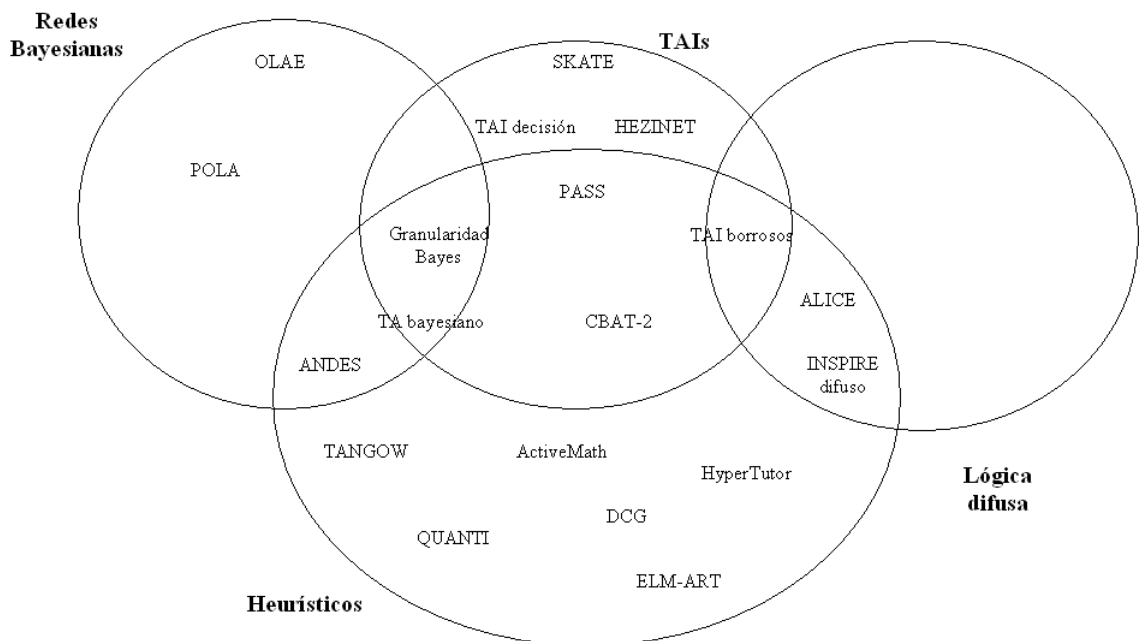 Redes
Bayesianas
TAIs
OLAE
SKATE
TAI decisión
HEZINET
POLA
PASS
Granularidad
Bayes
TAI borrosos
ALICE
TA bayesiano
CBAT-2
ANDES
INSPIRE
difuso
TANGOW
ActiveMath
HyperTutor
Lógica
difusa
DCG
QUANTI
ELM-ART
Heurísticos